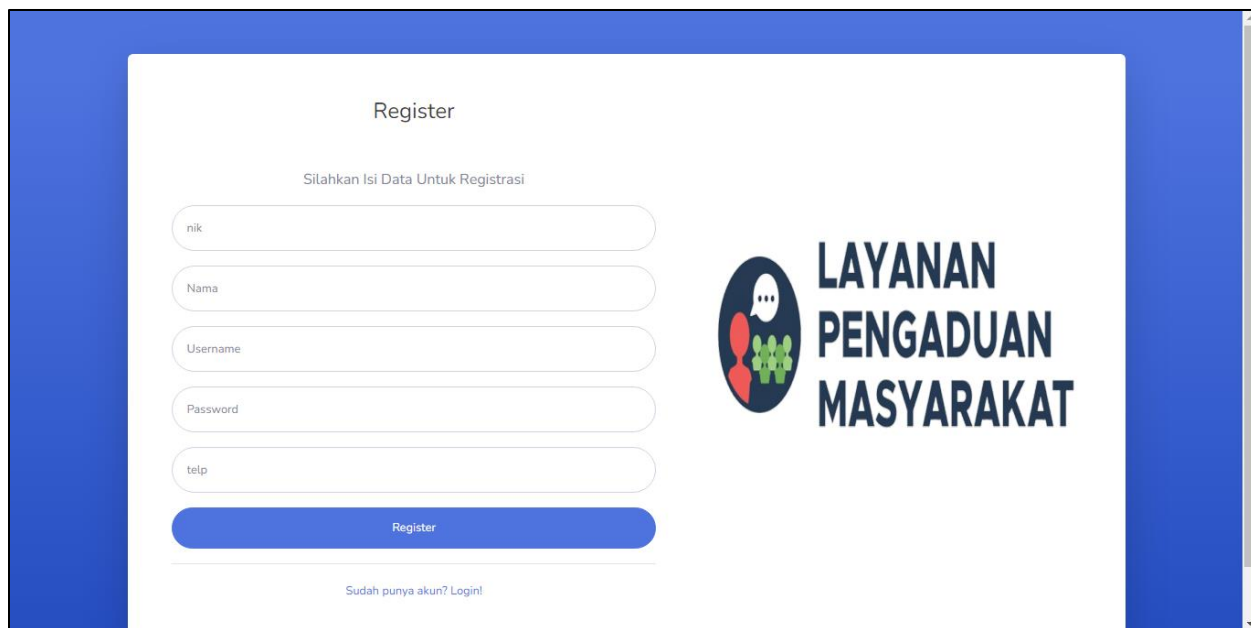 Register
Silahkan Isi Data Untuk Registrasi
nik
Nama
Username
Password
telp
Register
Sudah punya akun? Login!
LAYANAN
PENGADUAN
MASYARAKAT